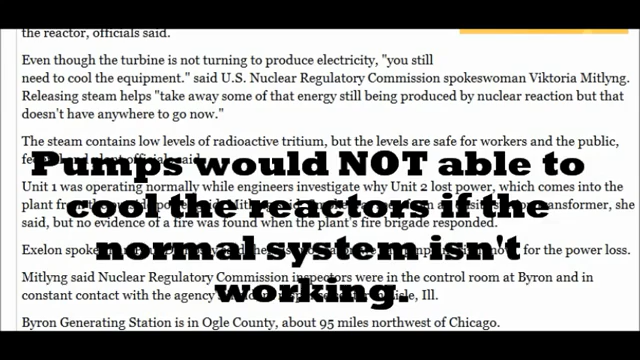 the reactor, officials said.
Even though the turbine is not turning to produce electricity, "you still
need to cool the equipment." said U.S. Nuclear Regulatory Commission spokeswoman Viktoria Mitlyng.
Releasing steam helps "take away some of that energy still being produced by nuclear reaction but that
doesn't have anywhere to go now."
The steam contains low levels of radioactive tritium, but the levels are safe for workers and the public,
Pumps would NOT able to
Unit 1 was operating normally while engineers investigate why Unit 2 lost power, which comes into the
plant from
cool the reactors if the
transformer, she
said, but no evidence of a fire was found when the plant's fire brigade responded.
Exelon
normal system isn't
for the power loss.
Mitlyng said Nuclear Regulatory Commission inspectors were in the control room at Byron and in
constant contact with the agency
working.
Ill.
Byron Generating Station is in Ogle County, about 95 miles northwest of Chicago.